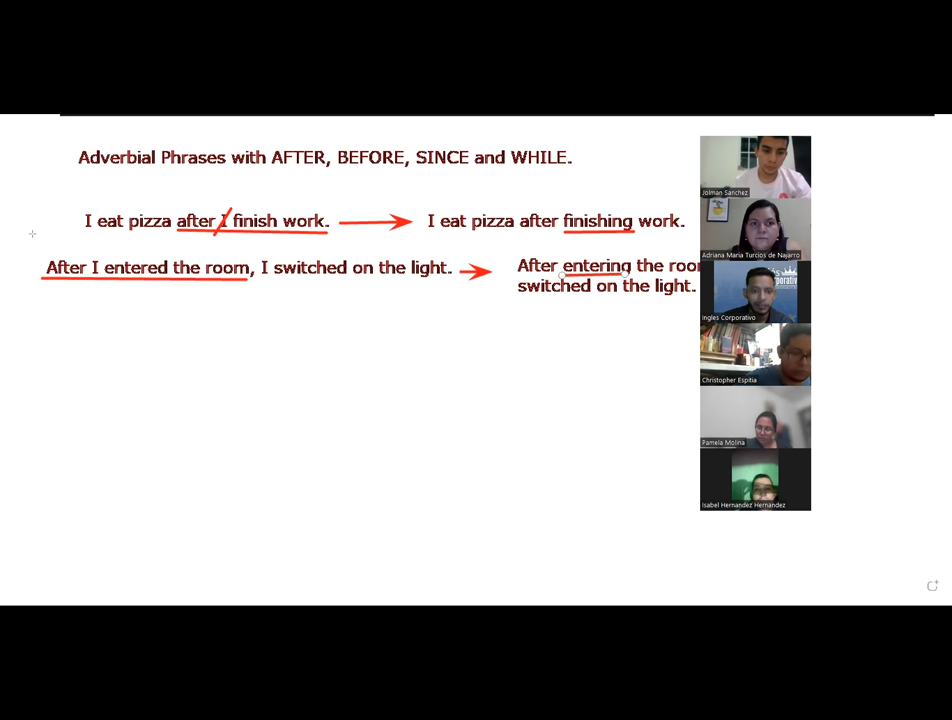 Adverbial Phrases with AFTER, BEFORE, SINCE and WHILE.
I eat pizza after I finish work.
I eat pizza after finishing work.
After I entered the room, I switched on the light.
After entering the roor
switched on the light.
Jolman Sanchez
Adriana Maria Turcios de Najarro
Ingles Corporativo
Christopher Espitia
Pamela Molina
Isabel Hernandez Hernandez